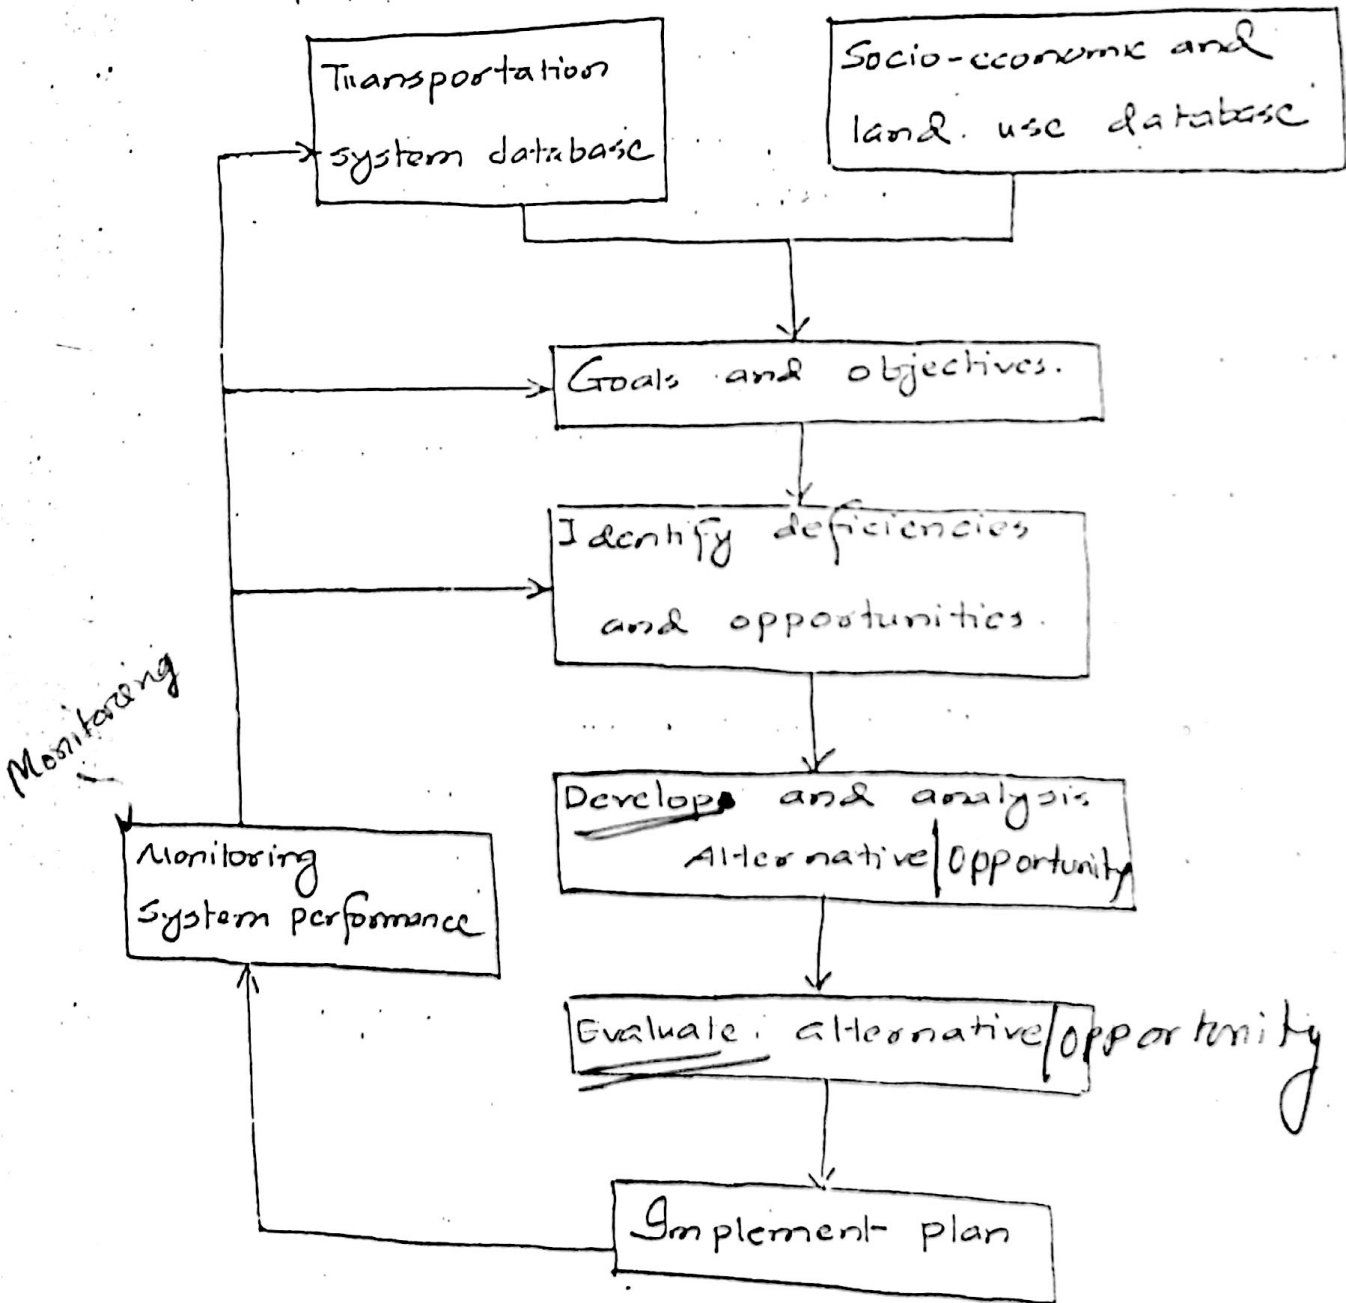 Transportation
system database
Socio-economic and
land use database
Goals and objectives.
Identify deficiencies
and opportunities.
Monitoring
Develop and analysis
Alternative/opportunity
Monitoring
System performance
Evaluate: alternative/opportunity
Implement plan